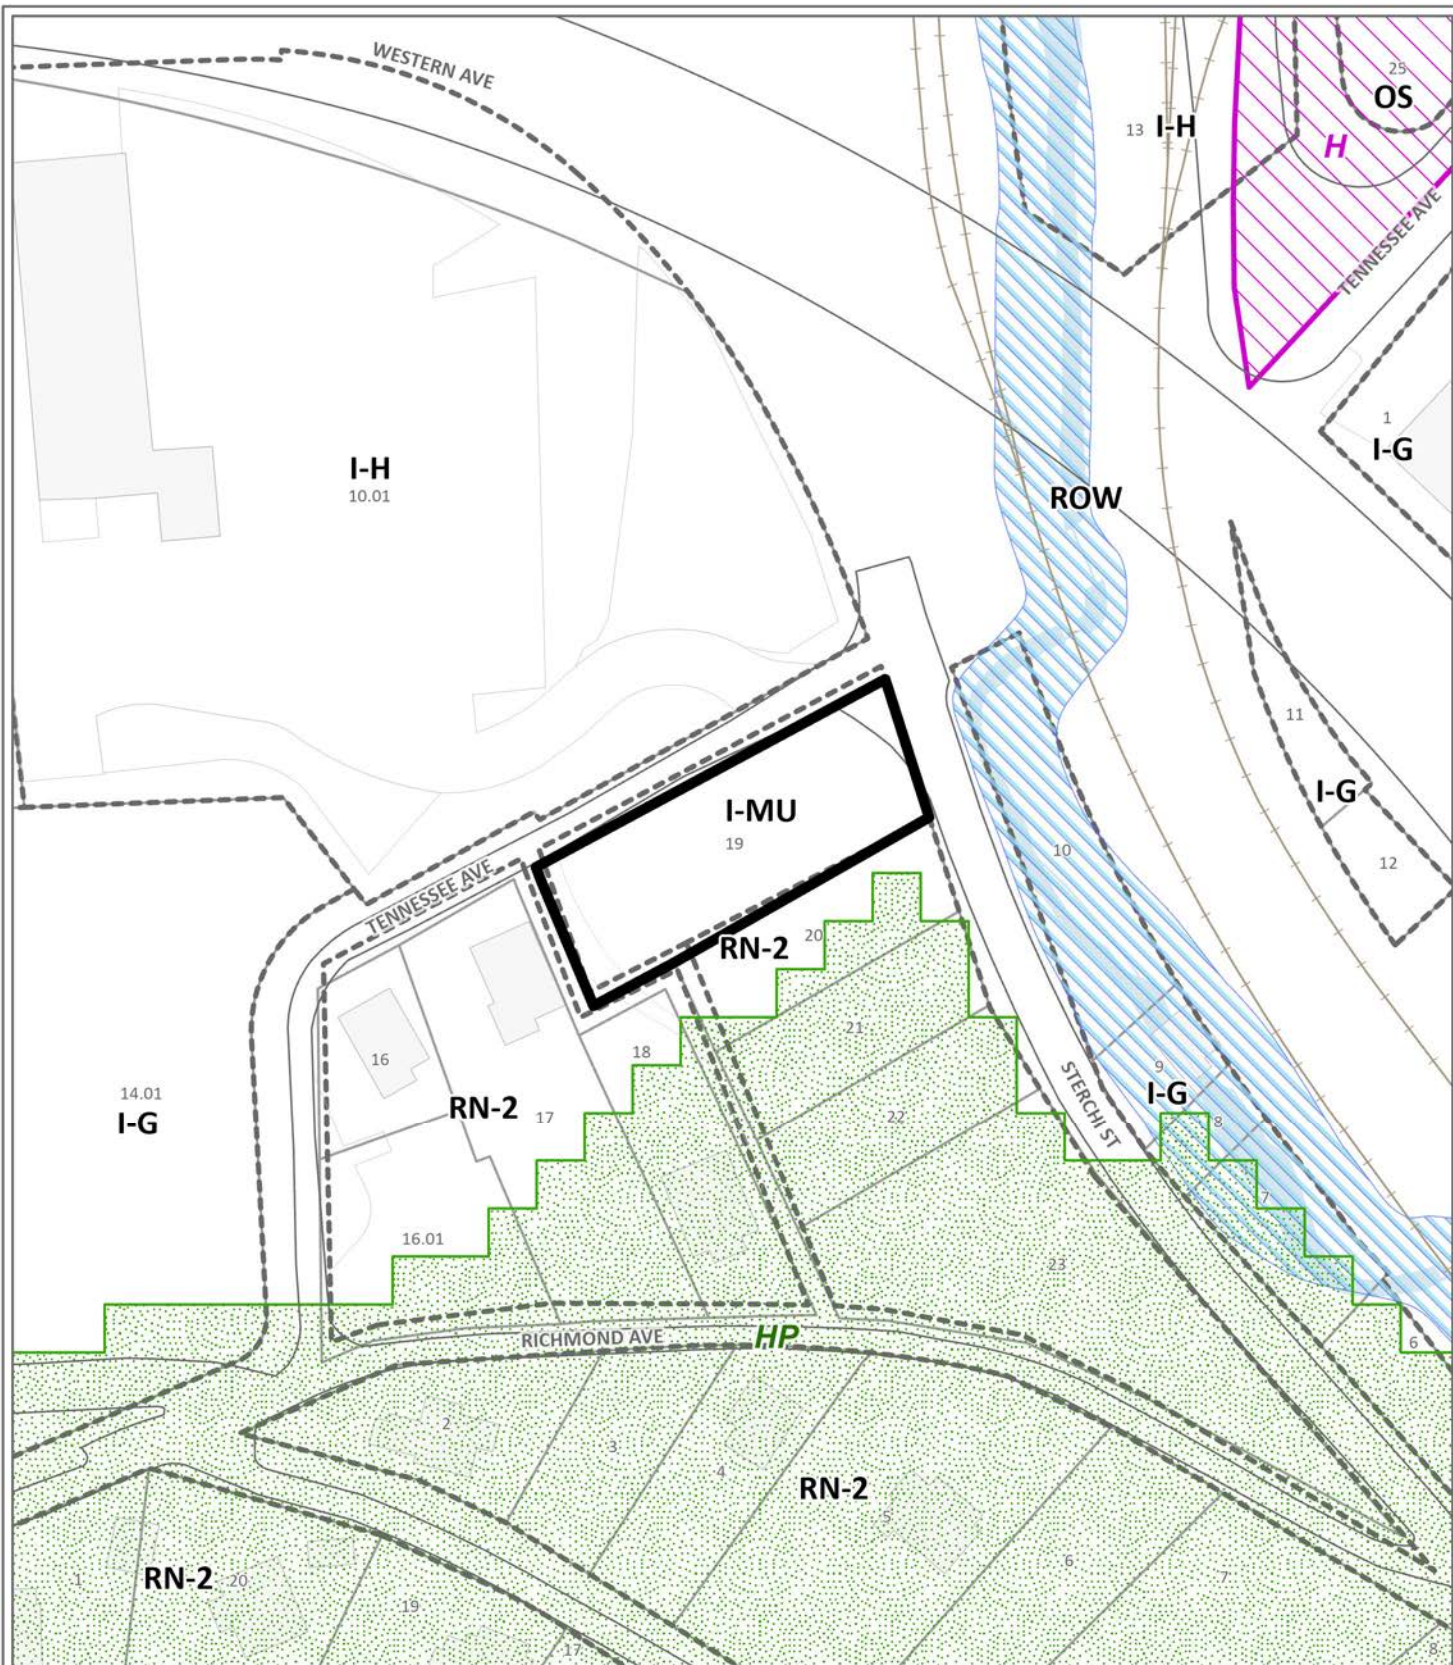 WESTERN AVE
25
OS
13
I-H
H
TENNESSEE AVE
1
I-G
I-H
10.01
ROW
11
I-G
I-MU
19
10
12
TENNESSEE AVE
RN-2
20
21
16
18
STERCHI ST
9
I-G
14.01
I-G
RN-2
17
22
8
7
16.01
23
RICHMOND AVE
HP
6
2
3
4
RN-2
5
6
7
1
RN-2
20
19
17
8